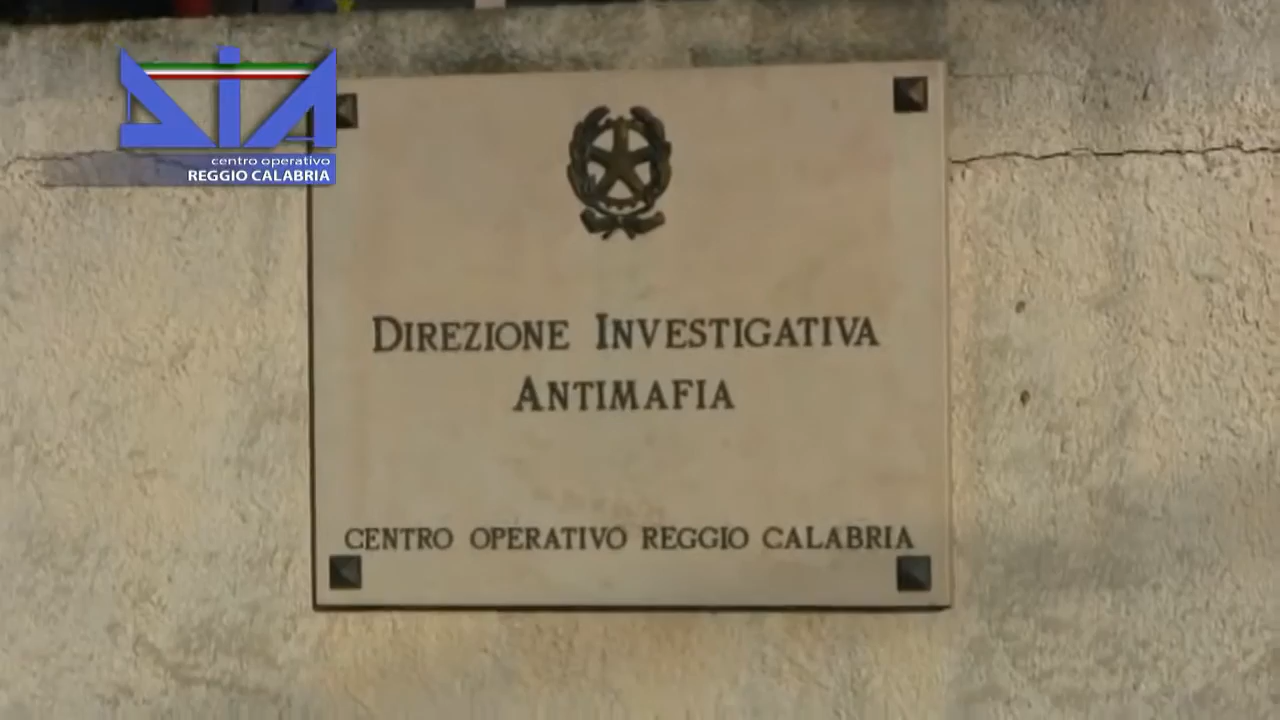 DIA
centro operativo
REGGIO CALABRIA
DIREZIONE INVESTIGATIVA
ANTIMAFIA
CENTRO OPERATIVO REGGIO CALABRIA